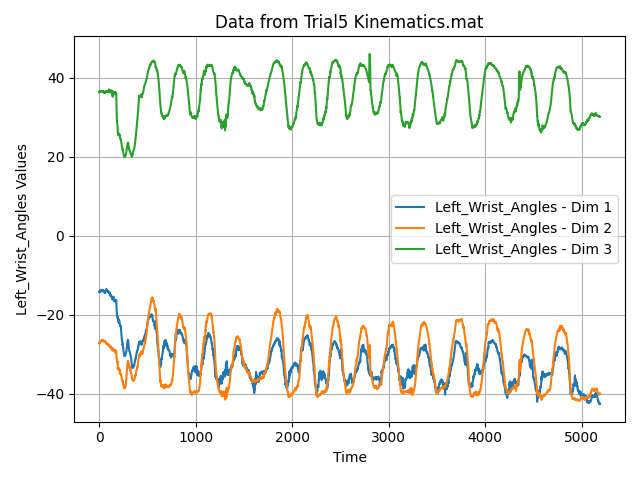 Data from Trial5 Kinematics.mat
Left_Wrist_Angles Values
40
20
0
−20
−40
Left_Wrist_Angles - Dim 1
Left_Wrist_Angles - Dim 2
Left_Wrist_Angles - Dim 3
0 1000 2000 3000 4000 5000
Time